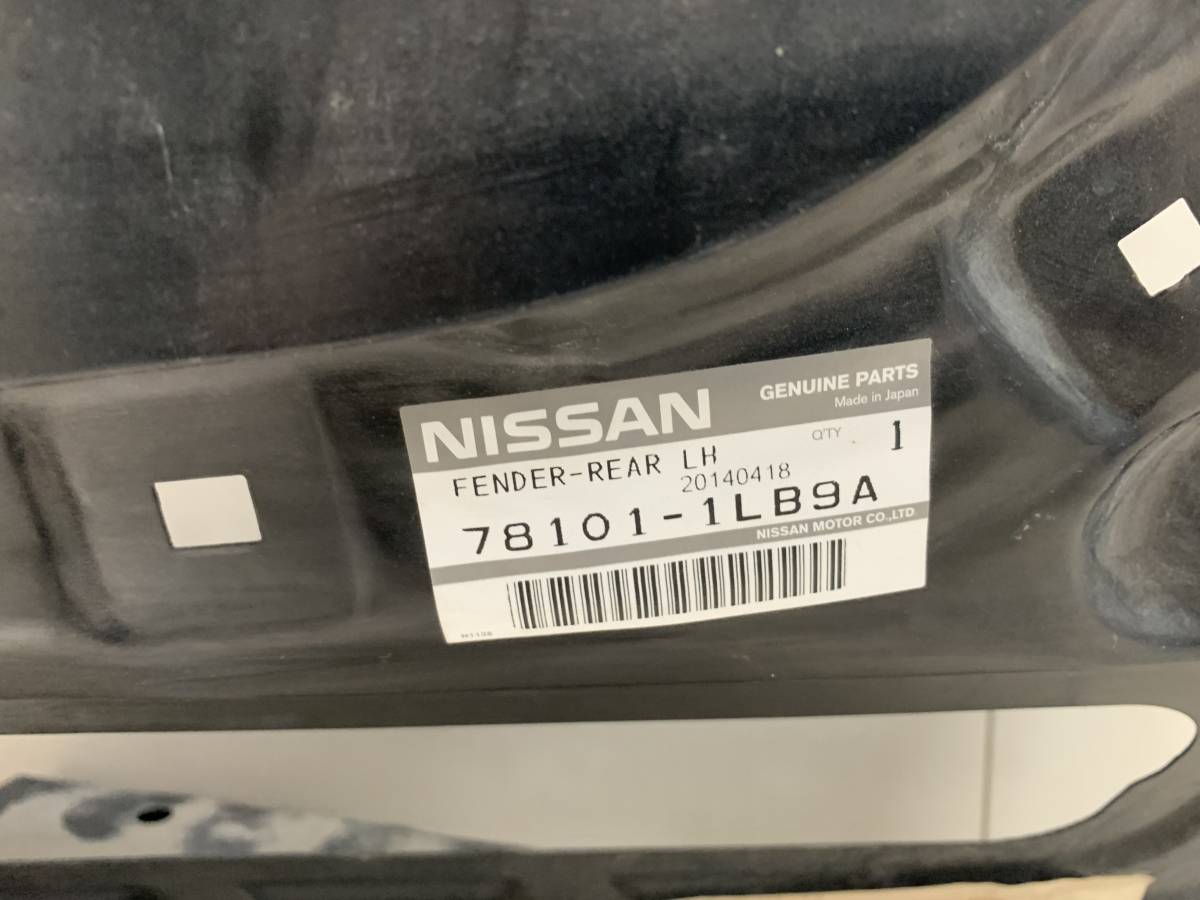 NISSAN
GENUINE PARTS
Made in Japan
FENDER-REAR LH
Q'TY 1
20140418
78101-1LB9A
NISSAN MOTOR CO.,LTD.